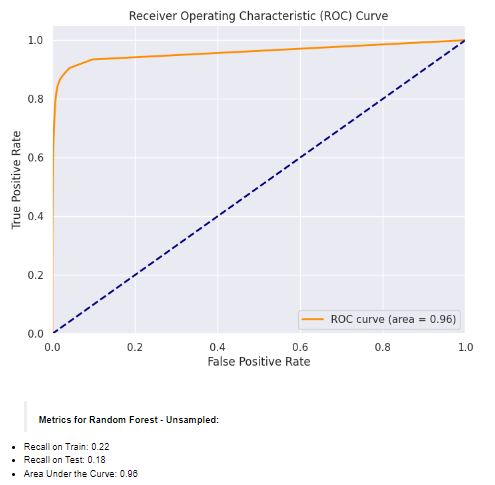 Receiver Operating Characteristic (ROC) Curve
1.0
0.8
0.6
0.4
0.2
0.0
True Positive Rate
ROC curve (area = 0.96)
0.0 0.2 0.4 0.6 0.8 1.0
False Positive Rate
Metrics for Random Forest - Unsampled:
• Recall on Train: 0.22
• Recall on Test: 0.18
• Area Under the Curve: 0.96